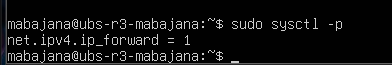 mabajana@ubs-r3-mabajana:~$ sudo sysctl -p
net.ipv4.ip_forward = 1
mabajana@ubs-r3-mabajana:~$ _